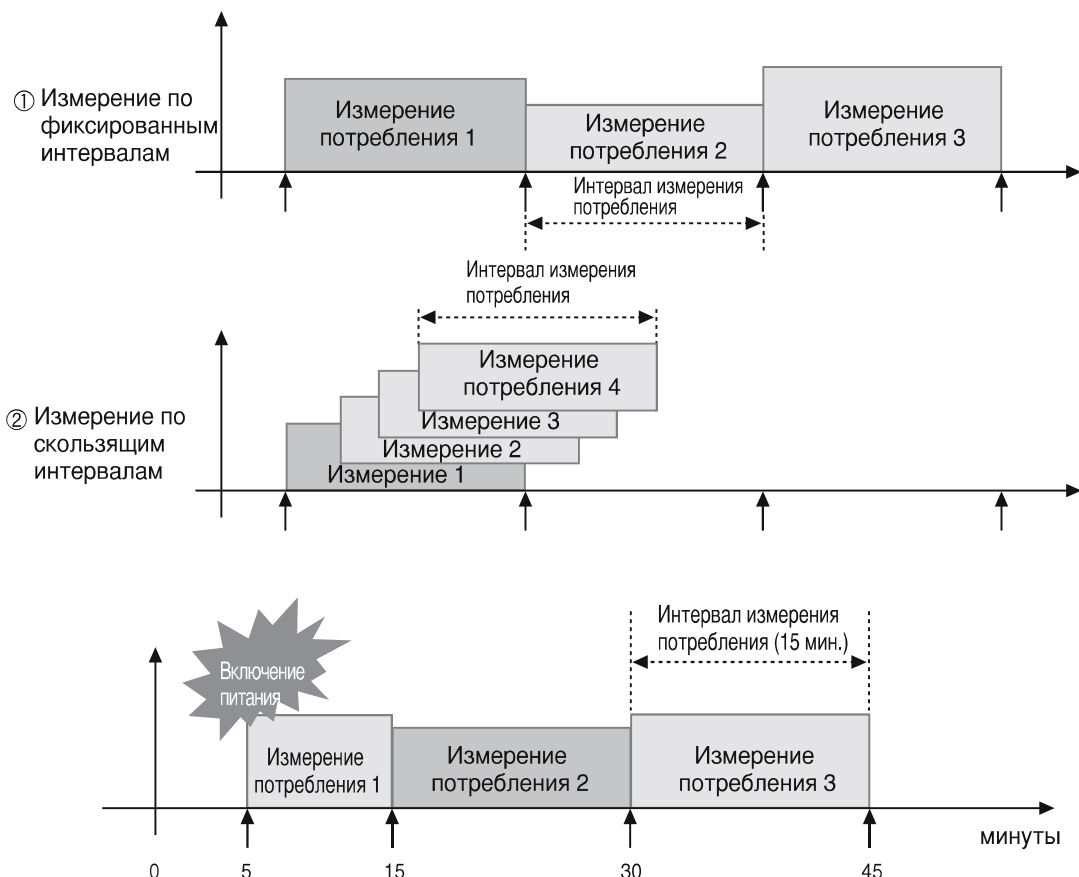 ① Измерение по
фиксированным
интервалам
Измерение
потребления 1
Измерение
потребления 2
Измерение
потребления 3
Интервал измерения
потребления
Интервал измерения
потребления
② Измерение по
скользящим
интервалам
Измерение
потребления 4
Измерение 3
Измерение 2
Измерение 1
Включение
питания
Интервал измерения
потребления (15 мин.)
Измерение
потребления 1
Измерение
потребления 2
Измерение
потребления 3
минуты
0 5 15 30 45